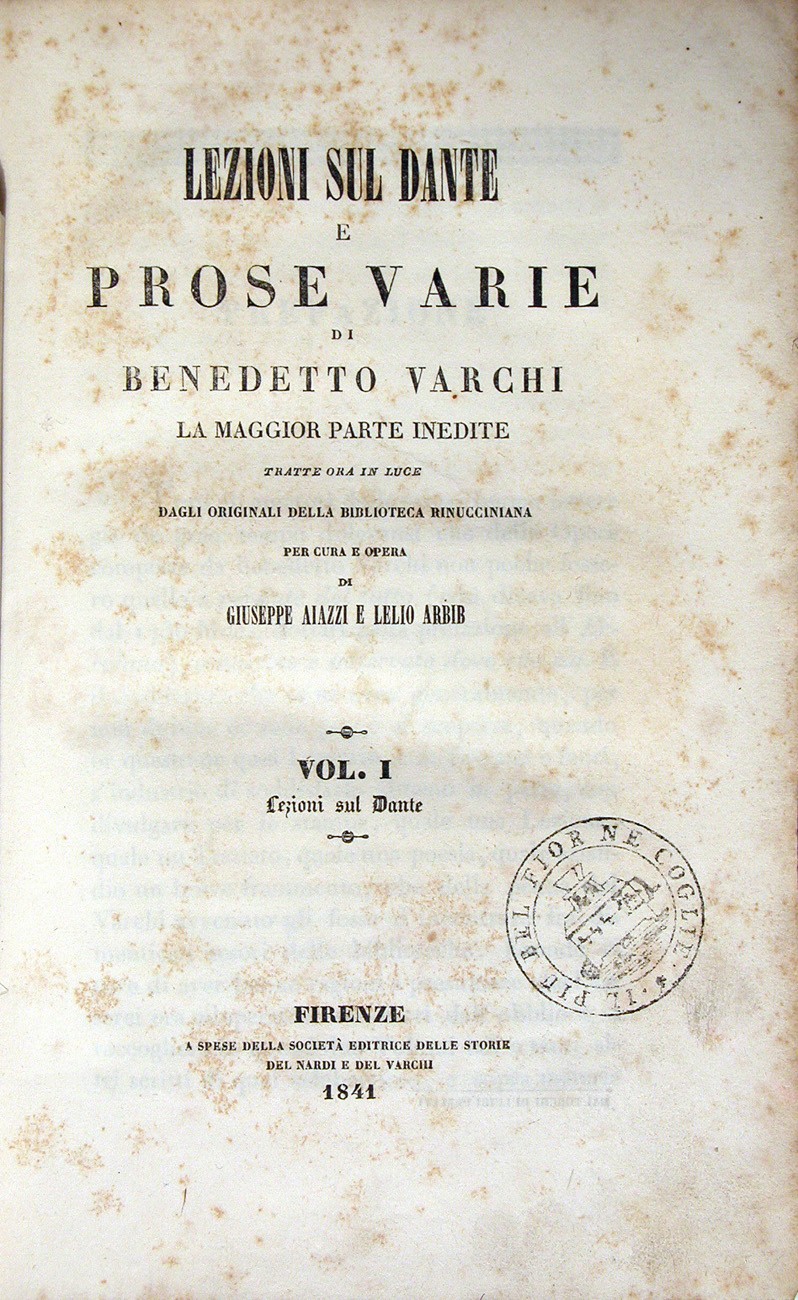 LEZIONI SUL DANTE
E
PROSE VARIE
DI
BENEDETTO VARCHI
LA MAGGIOR PARTE INEDITE
TRATTE ORA IN LUCE
DAGLI ORIGINALI DELLA BIBLIOTECA RINUCCINIANA
PER CURA E OPERA
DI
GIUSEPPE AIAZZI E LELIO ARBIB
VOL. I
Lezioni sul Dante
IL PIÙ BEL FIOR NE COGLIE
FIRENZE
A SPESE DELLA SOCIETÀ EDITRICE DELLE STORIE
DEL NARDI E DEL VARCHI
1841